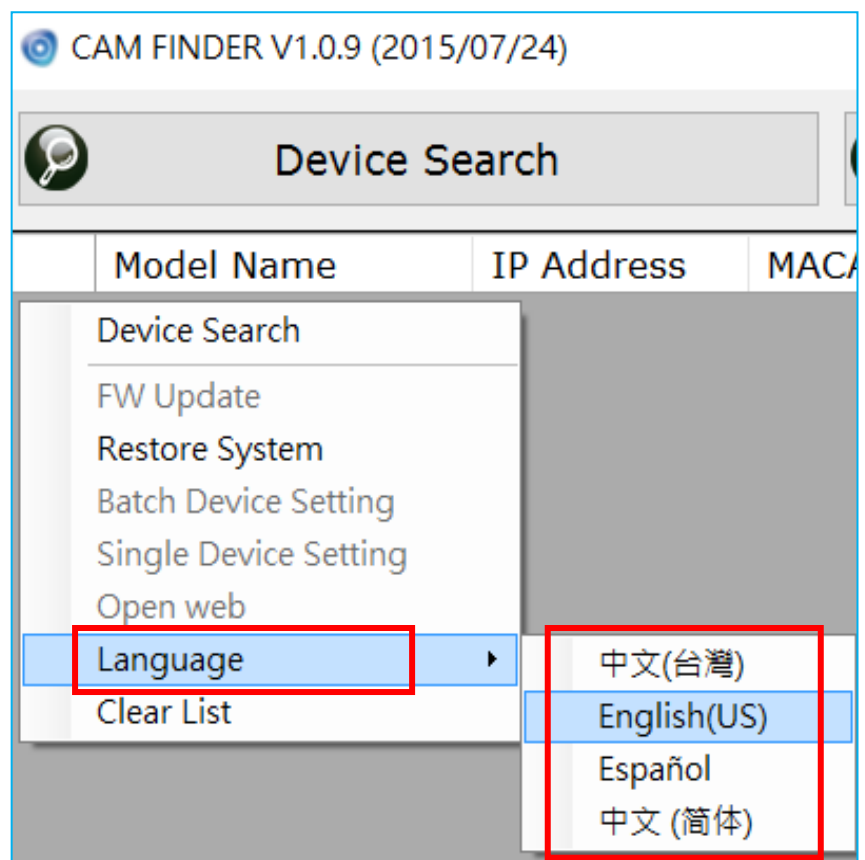 CAM FINDER V1.0.9 (2015/07/24)
Device Search
Model Name IP Address MACA
Device Search
FW Update
Restore System
Batch Device Setting
Single Device Setting
Open web
Language
Clear List
中文(台灣)
English(US)
Español
中文 (简体)